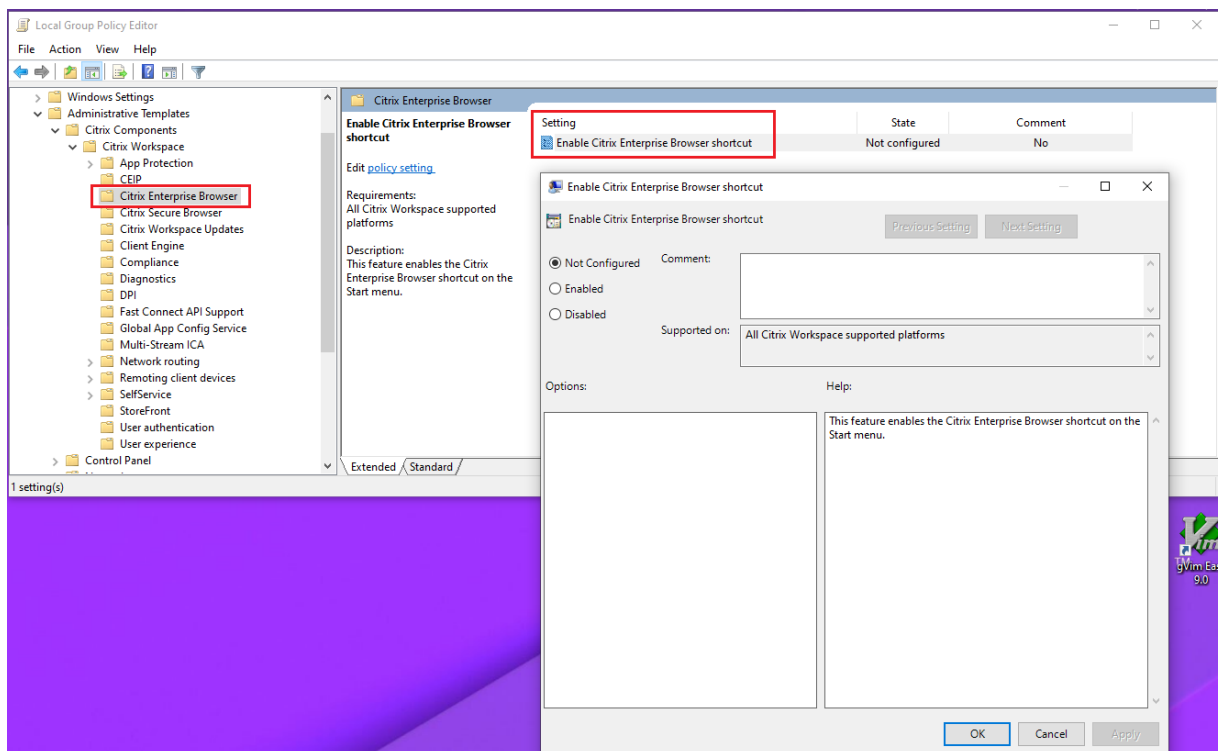 Local Group Policy Editor
File Action View Help
Windows Settings
Administrative Templates
Citrix Components
Citrix Workspace
App Protection
CEIP
Citrix Enterprise Browser
Citrix Secure Browser
Citrix Workspace Updates
Client Engine
Compliance
Diagnostics
DPI
Fast Connect API Support
Global App Config Service
Multi-Stream ICA
Network routing
Remoting client devices
SelfService
StoreFront
User authentication
User experience
Control Panel
1 setting(s)
Citrix Enterprise Browser
Enable Citrix Enterprise Browser
shortcut
Edit policy setting
Requirements:
All Citrix Workspace supported
platforms
Description:
This feature enables the Citrix
Enterprise Browser shortcut on the
Start menu.
Setting State Comment
Enable Citrix Enterprise Browser shortcut Not configured No
Extended Standard
Enable Citrix Enterprise Browser shortcut
Enable Citrix Enterprise Browser shortcut
Previous Setting Next Setting
Not Configured
Enabled
Disabled
Comment:
Supported on:
All Citrix Workspace supported platforms
Options:
Help:
This feature enables the Citrix Enterprise Browser shortcut on the
Start menu.
OK Cancel Apply
Vim
gVim Eas
9.0